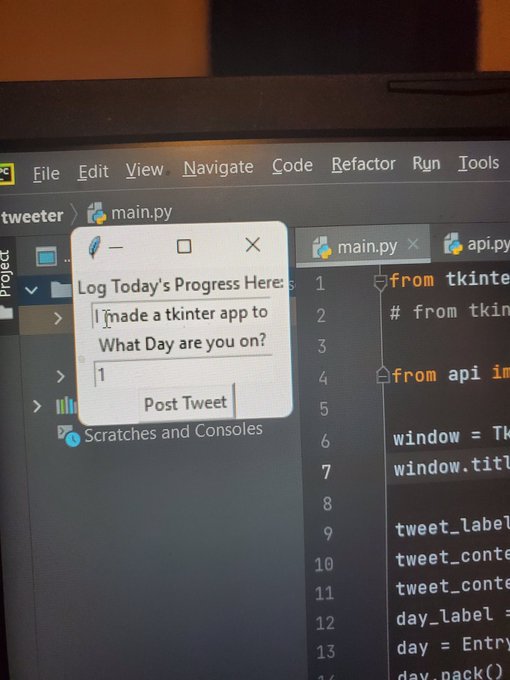 PC
File Edit View Navigate Code Refactor Run Tools
tweeter main.py
Project
..
main.py
api.py
Log Today's Progress Here:
I made a tkinter app to
What Day are you on?
1
Post Tweet
Scratches and Consoles
1 from tkinte
2 # from tkin
3
4 from api im
5
6 window = Tk
7 window.titl
8
9 tweet_label
10 tweet_conte
11 tweet_conte
12 day_label =
13 day = Entry
day.pack()